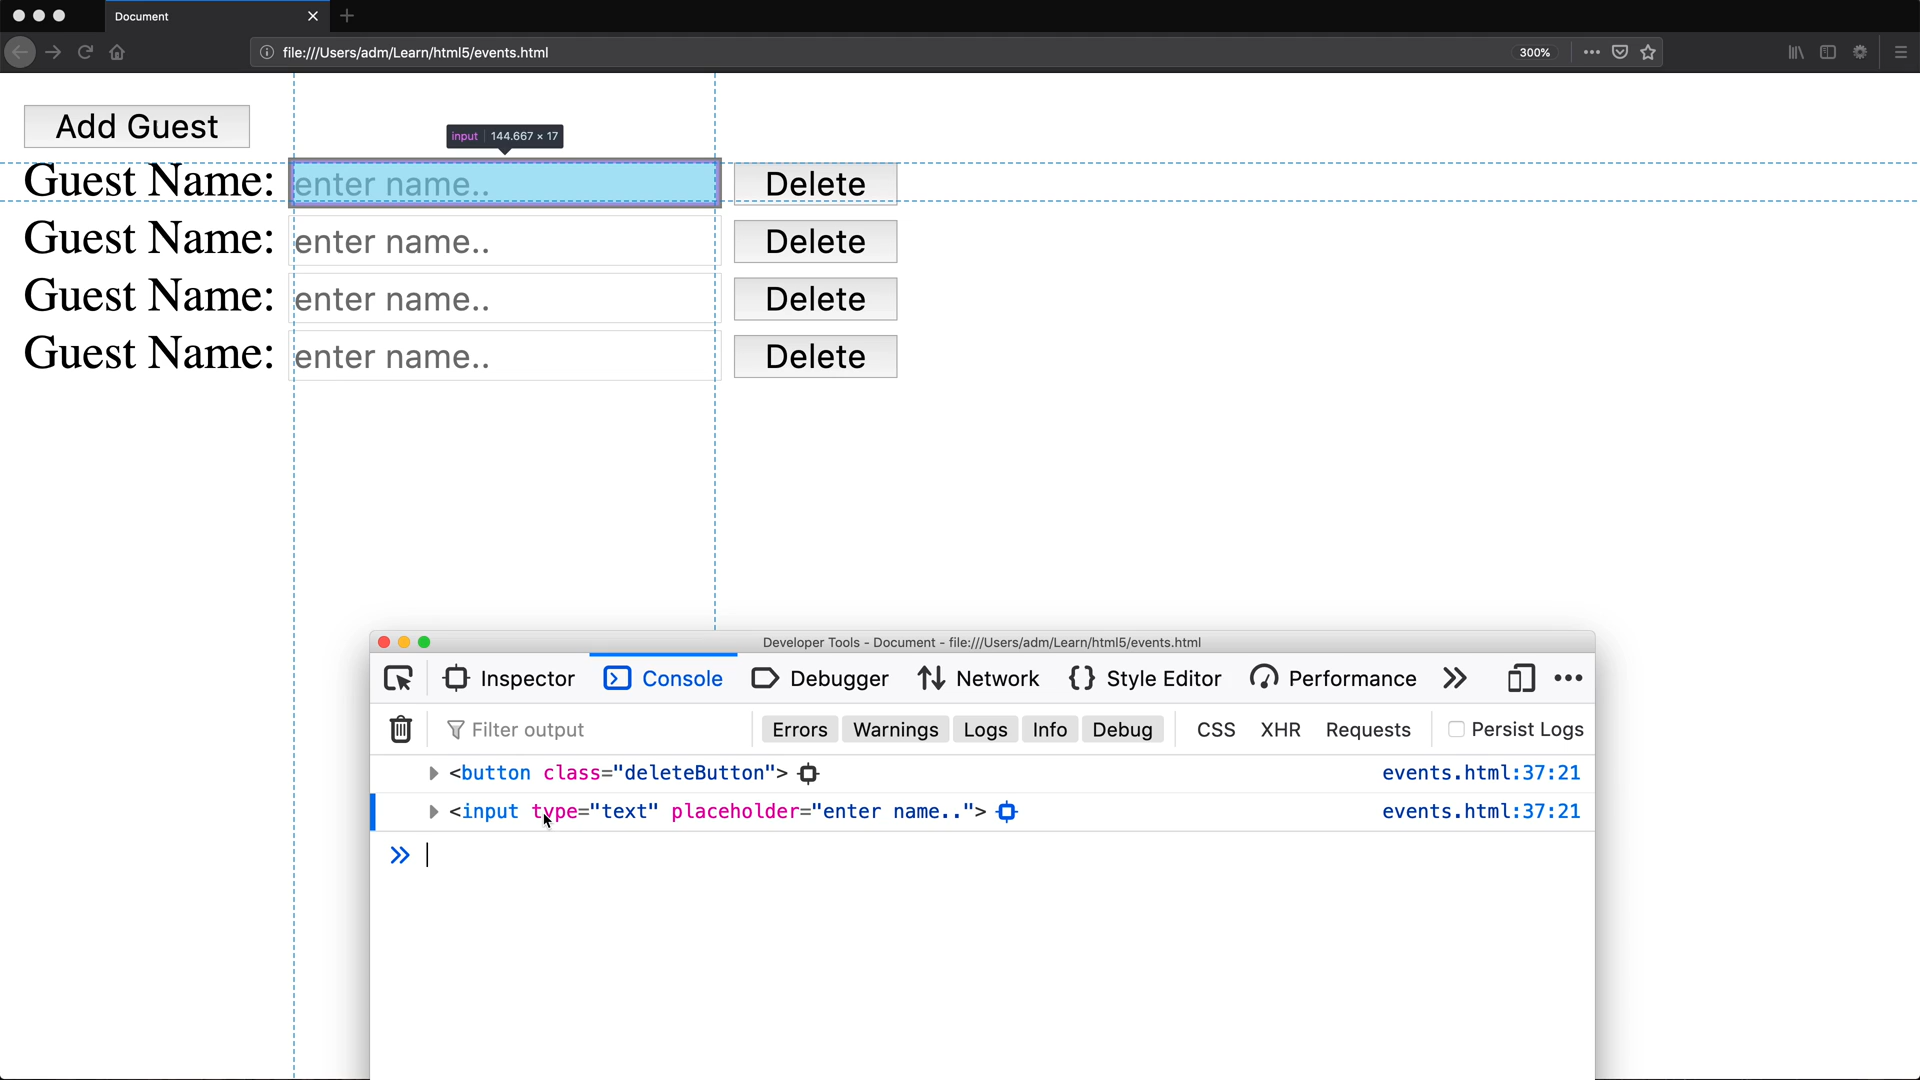 Document
file:///Users/adm/Learn/html5/events.html
300%
Add Guest
input 144.667 × 17
Guest Name: enter name.. Delete
Guest Name: enter name.. Delete
Guest Name: enter name.. Delete
Guest Name: enter name.. Delete
Developer Tools - Document - file:///Users/adm/Learn/html5/events.html
Inspector Console Debugger Network Style Editor Performance
Filter output Errors Warnings Logs Info Debug CSS XHR Requests Persist Logs
<button class="deleteButton"> events.html:37:21
<input type="text" placeholder="enter name.."> events.html:37:21